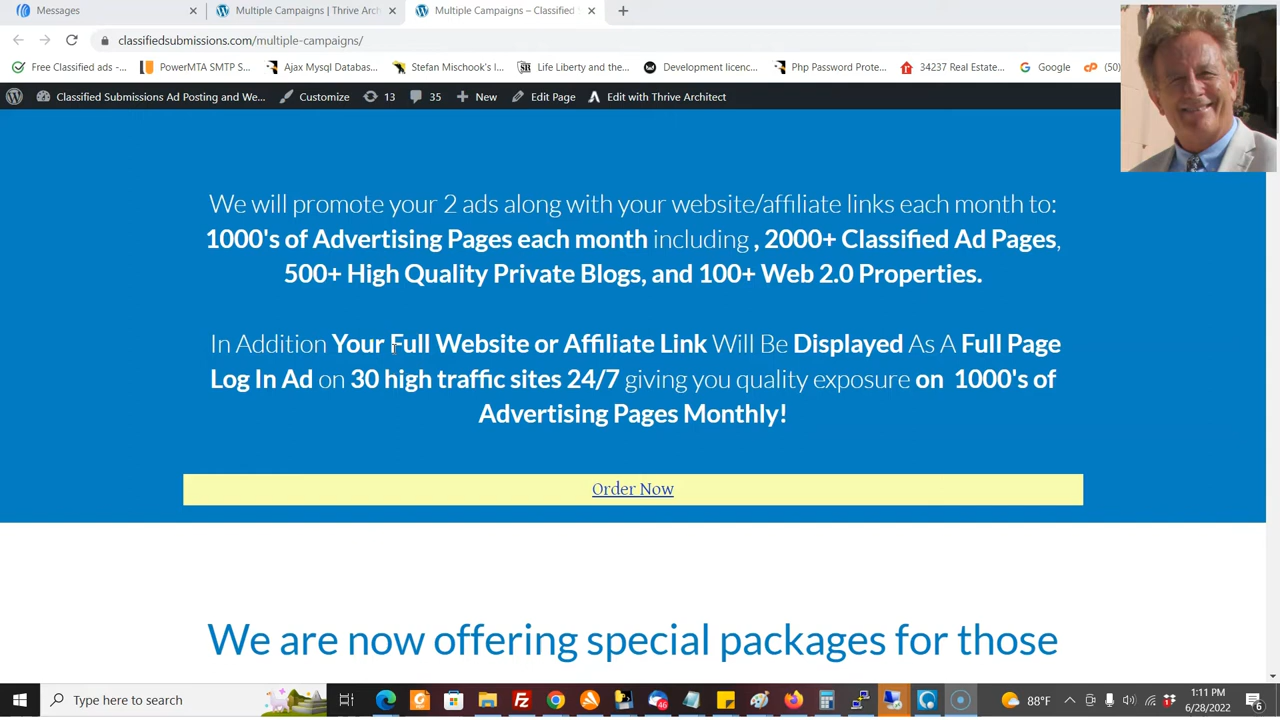 Messages
Multiple Campaigns | Thrive Arch
Multiple Campaigns – Classified
classifiedsubmissions.com/multiple-campaigns/
Free Classified ads -...
PowerMTA SMTP S...
Ajax Mysql Databas...
Stefan Mischook's I...
Life Liberty and the...
Development licenc...
Php Password Prote...
34237 Real Estate...
Google
(50)
Classified Submissions Ad Posting and We...
Customize
13
35
New
Edit Page
Edit with Thrive Architect
We will promote your 2 ads along with your website/affiliate links each month to:
1000's of Advertising Pages each month including , 2000+ Classified Ad Pages,
500+ High Quality Private Blogs, and 100+ Web 2.0 Properties.
In Addition Your Full Website or Affiliate Link Will Be Displayed As A Full Page
Log In Ad on 30 high traffic sites 24/7 giving you quality exposure on 1000's of
Advertising Pages Monthly!
Order Now
We are now offering special packages for those
Type here to search
46
88°F
1:11 PM
6/28/2022
6